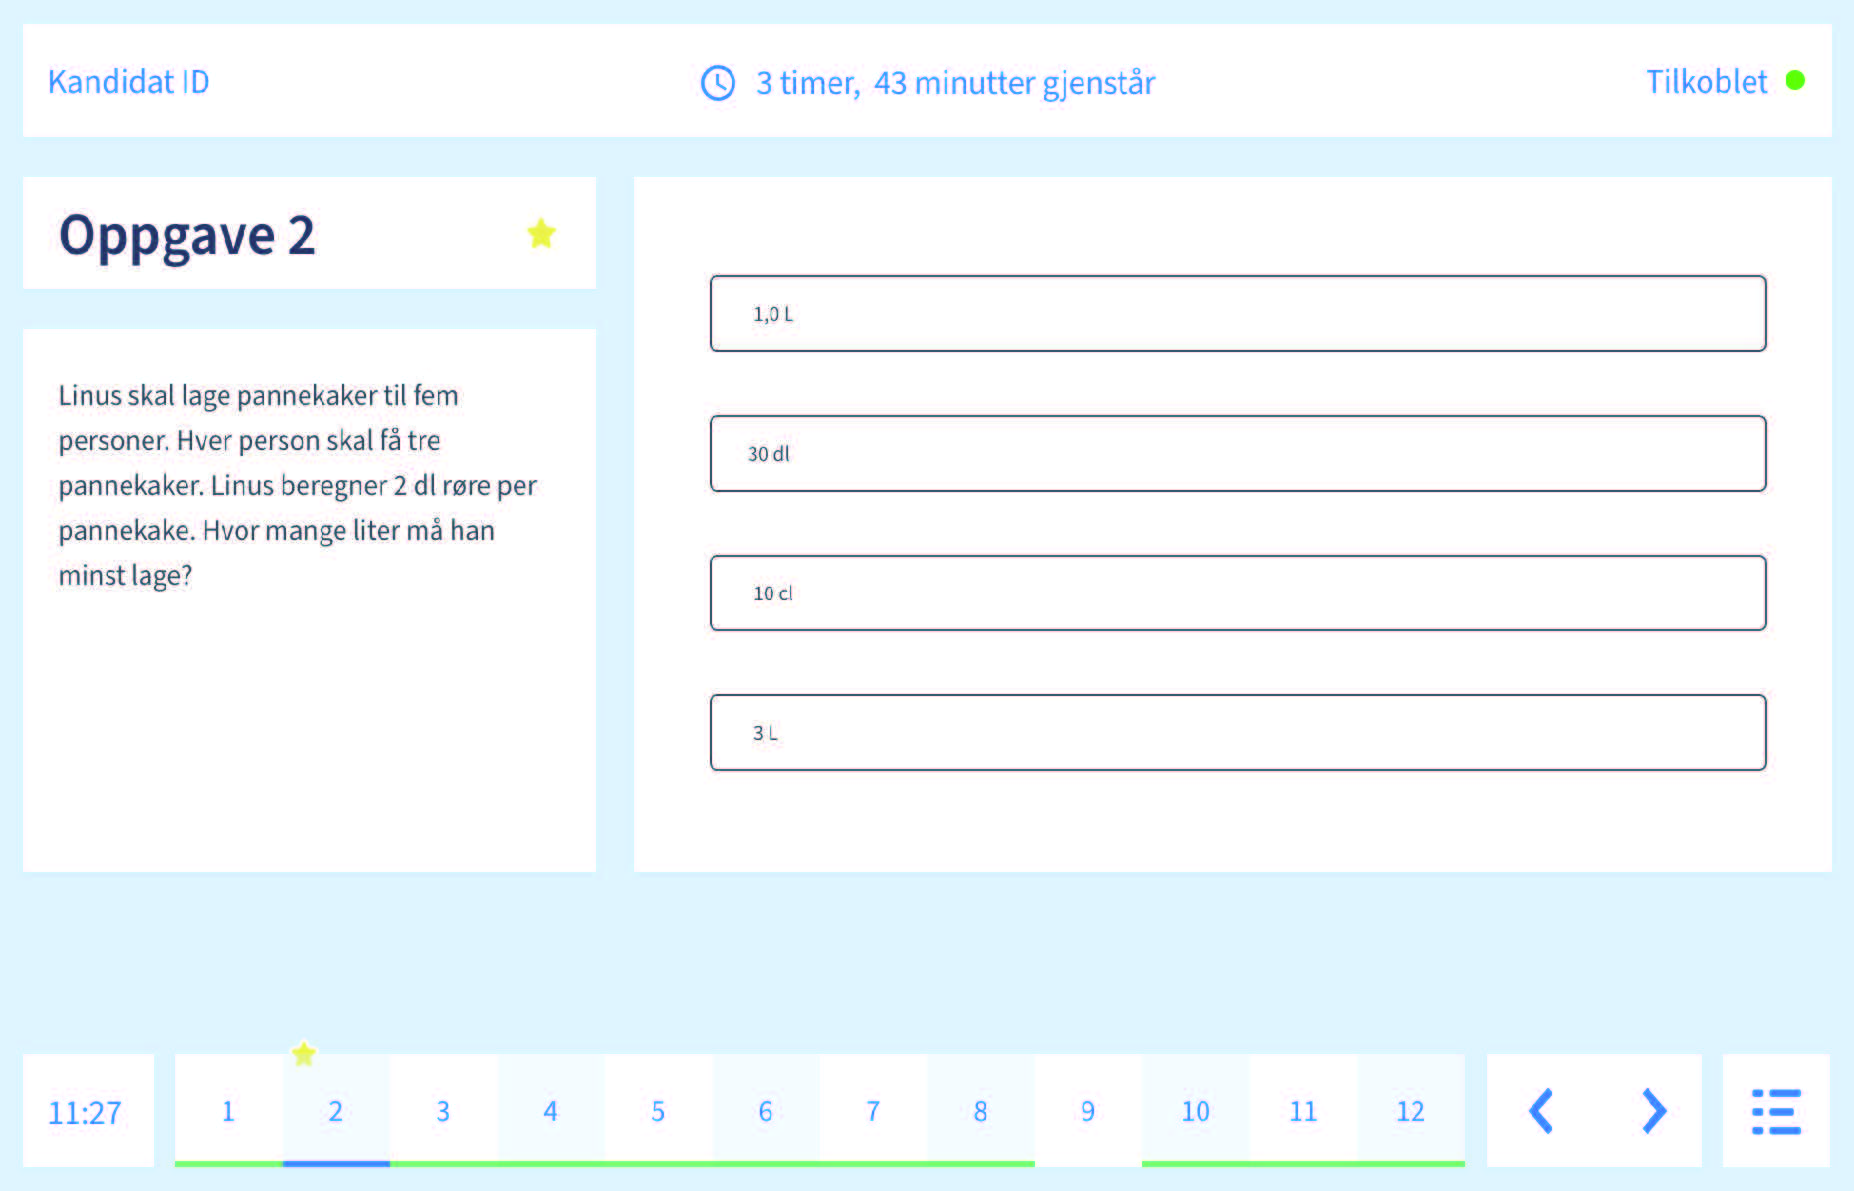 Kandidat ID
3 timer, 43 minutter gjenstår
Tilkoblet
Oppgave 2
Linus skal lage pannekaker til fem
personer. Hver person skal få tre
pannekaker. Linus beregner 2 dl røre per
pannekake. Hvor mange liter må han
minst lage?
1,0 L
30 dl
10 cl
3 L
11:27
1 2 3 4 5 6 7 8 9 10 11 12